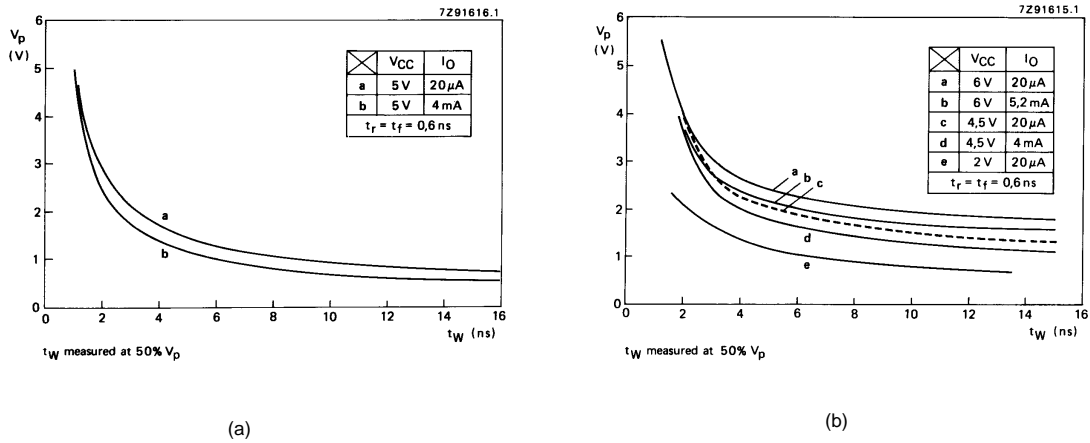 7Z91616.1
6
Vp
(V)
5
4
3
2
1
0
VCC IO
a 5 V 20 µA
b 5 V 4 mA
tr = tf = 0,6 ns
a
b
0 2 4 6 8 10 12 14 16
tW (ns)
tW measured at 50% Vp
(a)
7Z91615.1
6
Vp
(V)
5
4
3
2
1
0
VCC IO
a 6 V 20 µA
b 6 V 5,2 mA
c 4,5 V 20 µA
d 4,5 V 4 mA
e 2 V 20 µA
tr = tf = 0,6 ns
a
b
c
d
e
0 2 4 6 8 10 12 14 16
tW (ns)
tW measured at 50% Vp
(b)